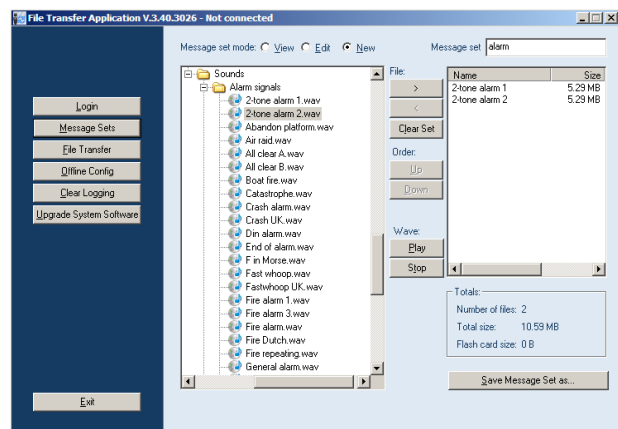 File Transfer Application V.3.40.3026 - Not connected
Message set mode: View Edit New
Message set alarm
Login
Message Sets
File Transfer
Offline Config
Clear Logging
Upgrade System Software
Exit
Sounds
Alarm signals
2-tone alarm 1.wav
2-tone alarm 2.wav
Abandon platform.wav
Air raid.wav
All clear A.wav
All clear B.wav
Boat fire.wav
Catastrophe.wav
Crash alarm.wav
Crash UK.wav
Din alarm.wav
End of alarm.wav
F in Morse.wav
Fast whoop.wav
Fastwhoop UK.wav
Fire alarm 1.wav
Fire alarm 3.wav
Fire alarm.wav
Fire Dutch.wav
Fire repeating.wav
General alarm.wav
File:
>
<
Clear Set
Order:
Up
Down
Wave:
Play
Stop
Name Size
2-tone alarm 1 5.29 MB
2-tone alarm 2 5.29 MB
Totals:
Number of files: 2
Total size: 10.59 MB
Flash card size: 0 B
Save Message Set as...